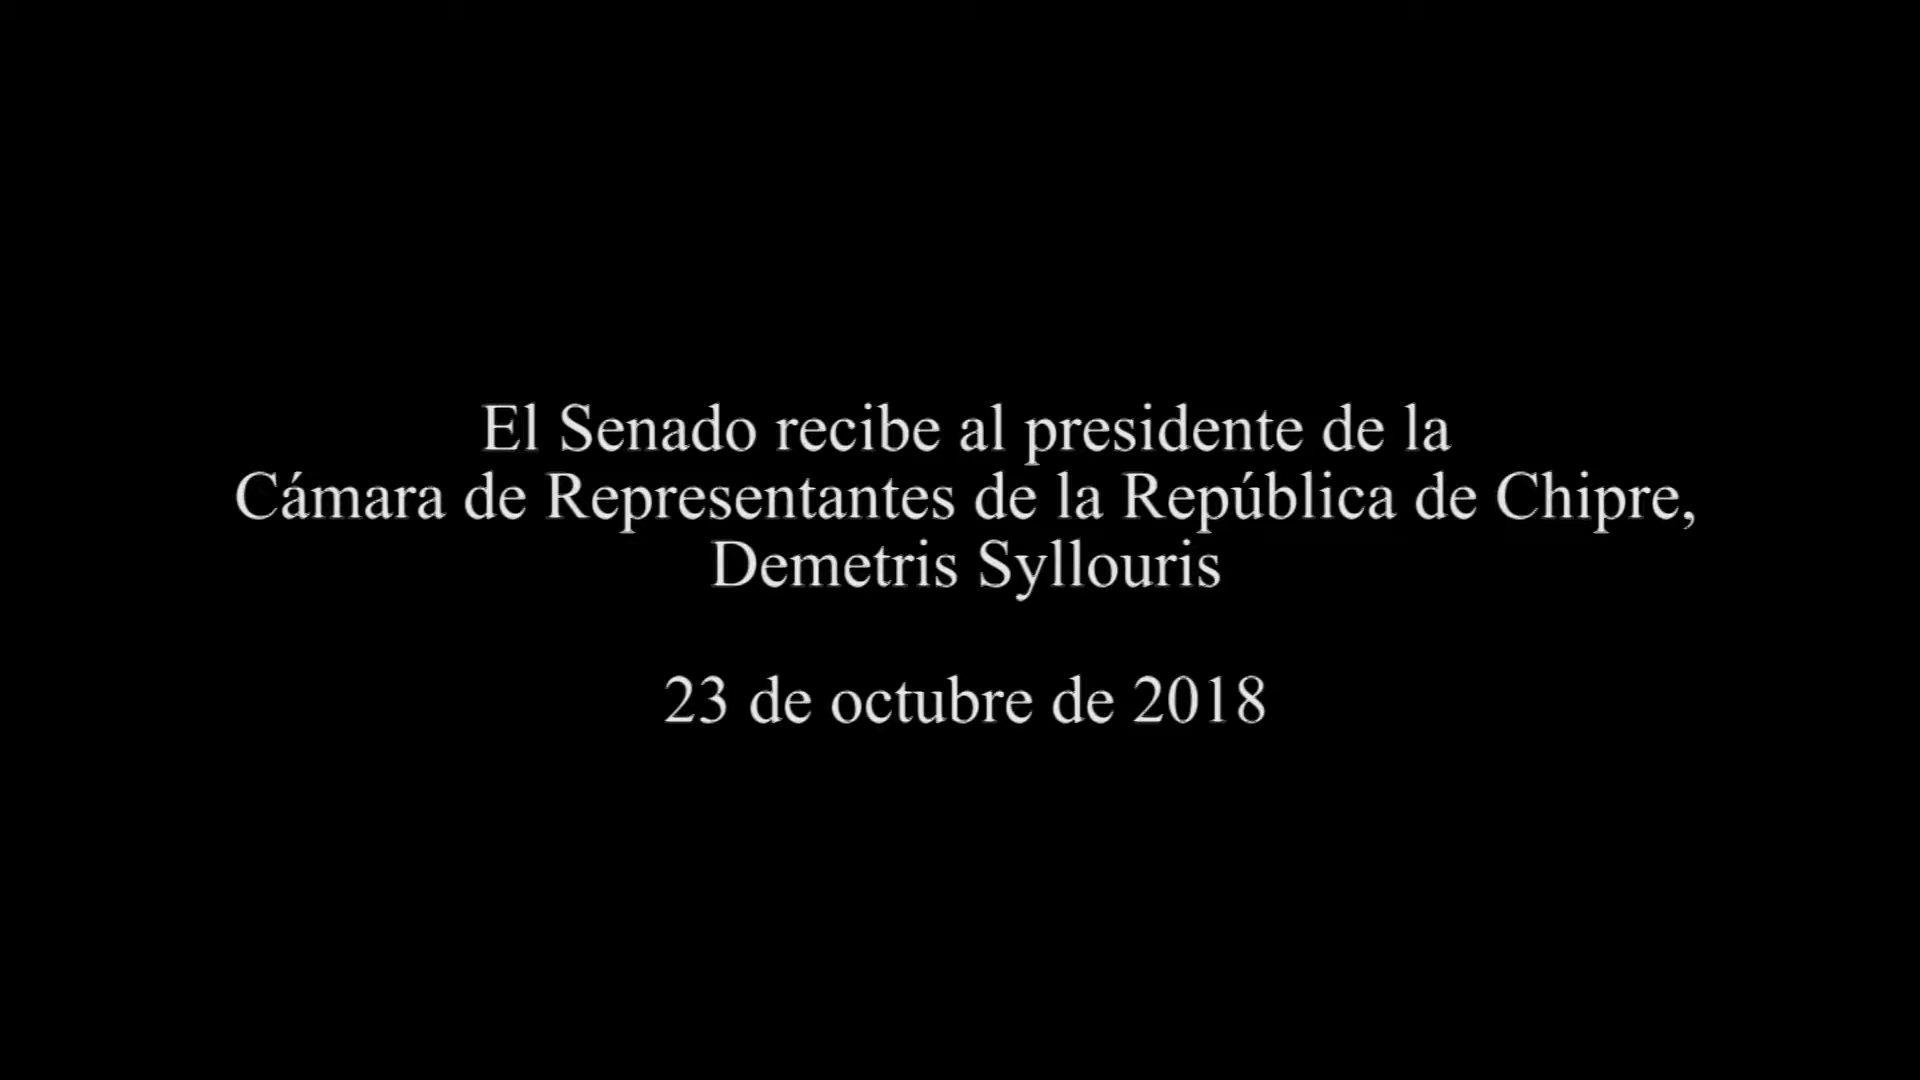 El Senado recibe al presidente de la
Cámara de Representantes de la República de Chipre,
Demetris Syllouris
23 de octubre de 2018